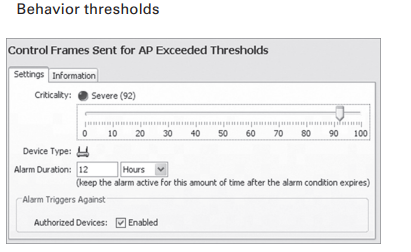 Behavior thresholds
Control Frames Sent for AP Exceeded Thresholds
Settings Information
Criticality: Severe (92)
0 10 20 30 40 50 60 70 80 90 100
Device Type:
Alarm Duration: 12 Hours
(keep the alarm active for this amount of time after the alarm condition expires)
Alarm Triggers Against
Authorized Devices: Enabled